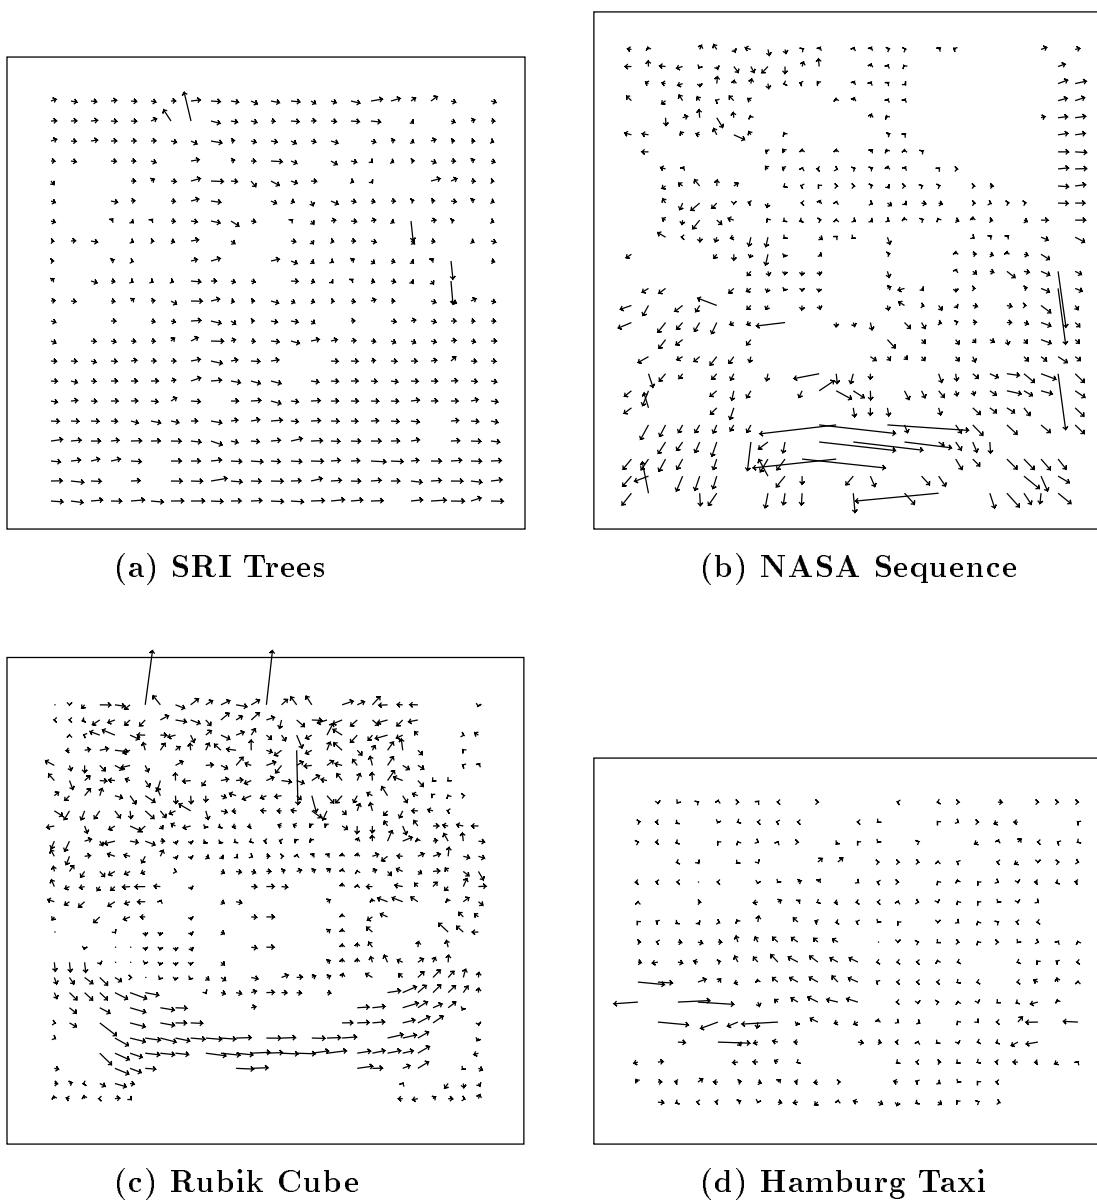 (a) SRI Trees
(b) NASA Sequence
(c) Rubik Cube
(d) Hamburg Taxi